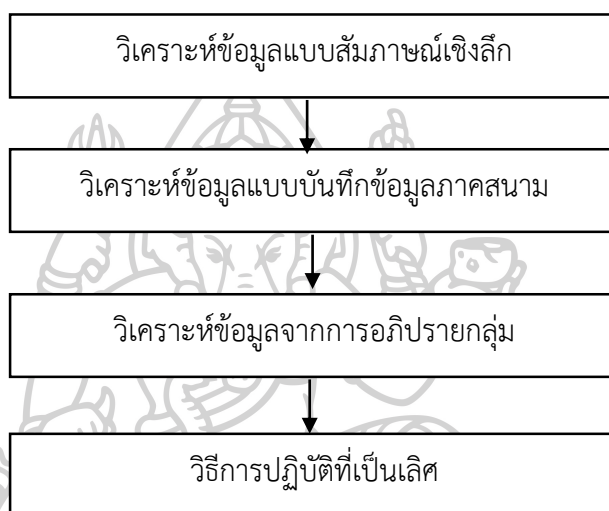 วิเคราะห์ข้อมูลแบบสัมภาษณ์เชิงลึก
วิเคราะห์ข้อมูลแบบบันทึกข้อมูลภาคสนาม
วิเคราะห์ข้อมูลจากการอภิปรายกลุ่ม
วิธีการปฏิบัติที่เป็นเลิศ